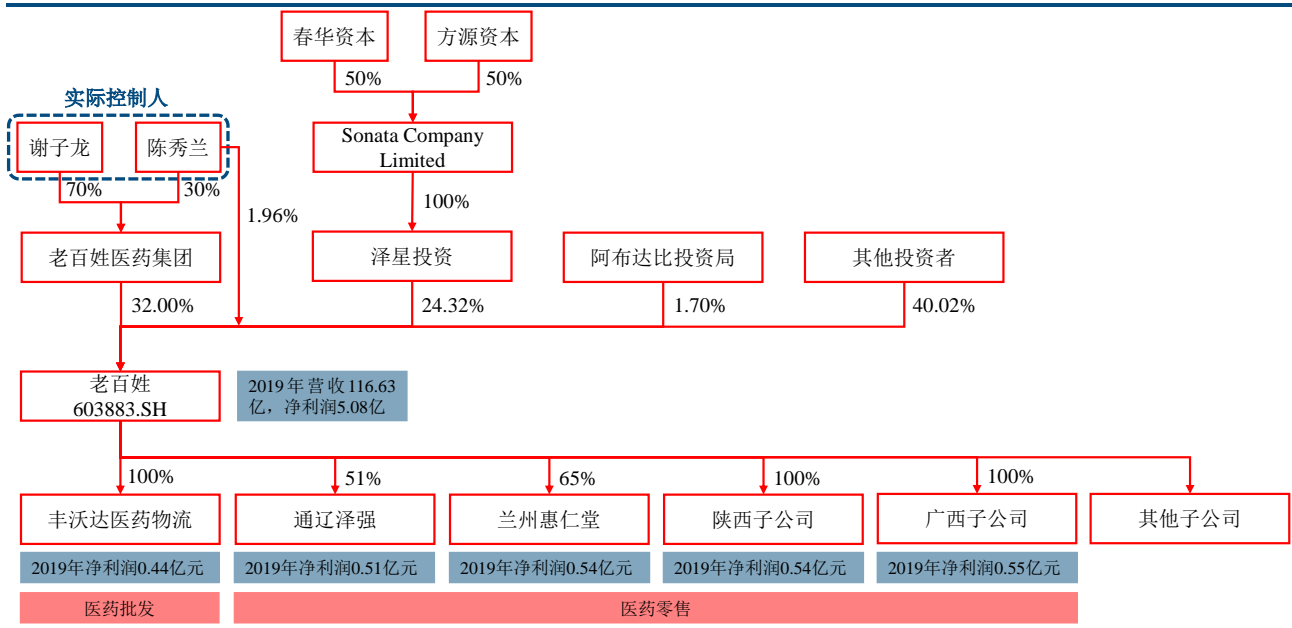 春华资本
方源资本
50%
50%
实际控制人
谢子龙
陈秀兰
Sonata Company
Limited
70%
30%
1.96%
100%
老百姓医药集团
泽星投资
阿布达比投资局
其他投资者
32.00%
24.32%
1.70%
40.02%
老百姓
603883.SH
2019年营收116.63
亿，净利润5.08亿
100%
51%
65%
100%
100%
丰沃达医药物流
通辽泽强
兰州惠仁堂
陕西子公司
广西子公司
其他子公司
2019年净利润0.44亿元
2019年净利润0.51亿元
2019年净利润0.54亿元
2019年净利润0.54亿元
2019年净利润0.55亿元
医药批发
医药零售